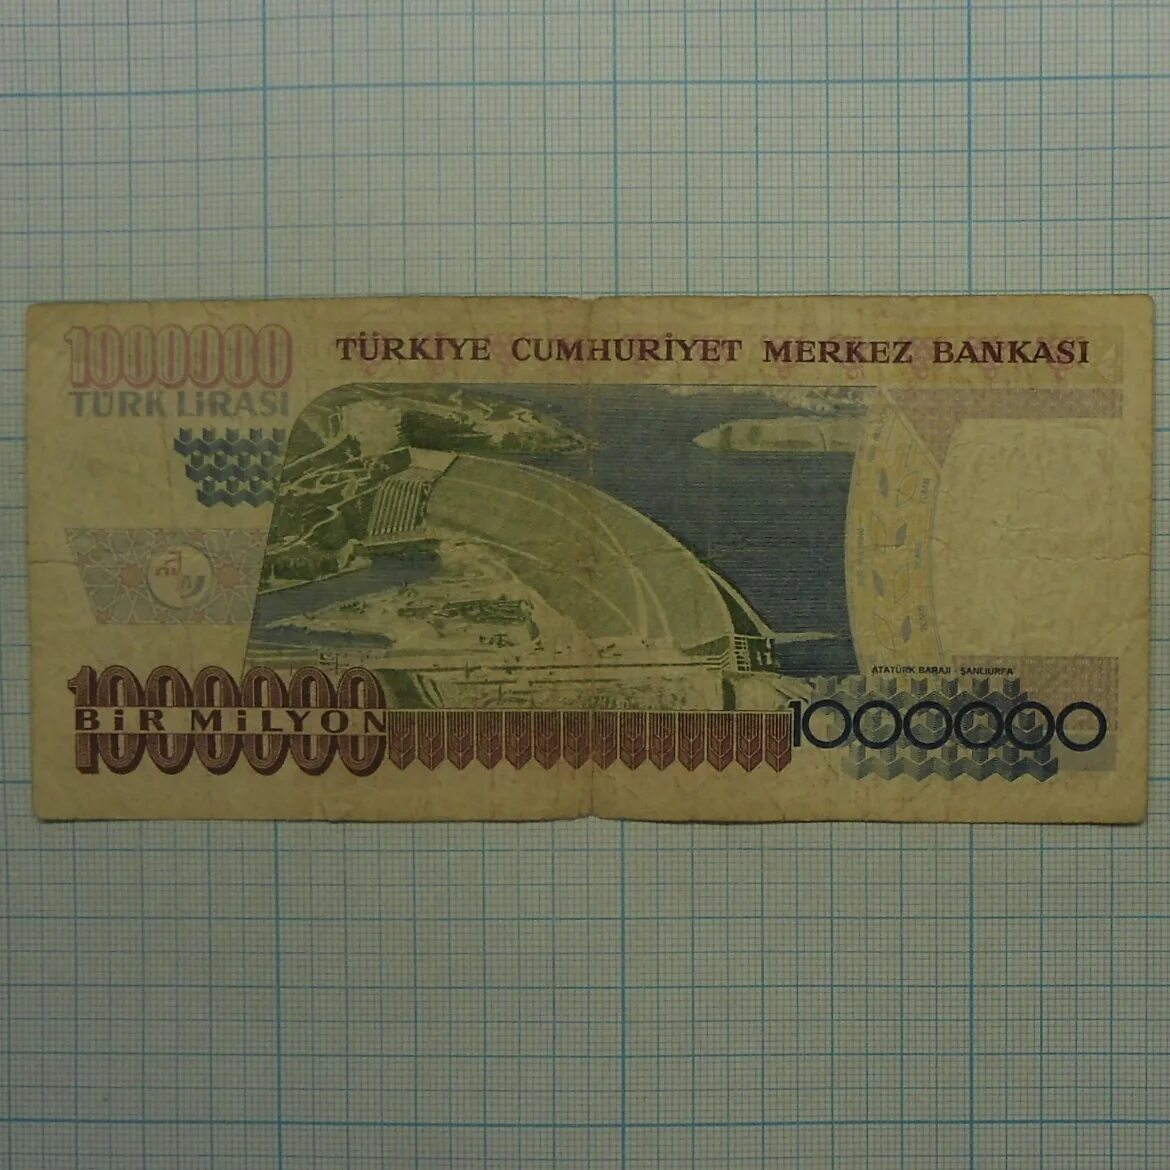 1000000
TÜRK LİRASI
TÜRKİYE CUMHURİYET MERKEZ BANKASI
ATATÜRK BARAJI - ŞANLIURFA
1000000
BİR MİLYON
1000000